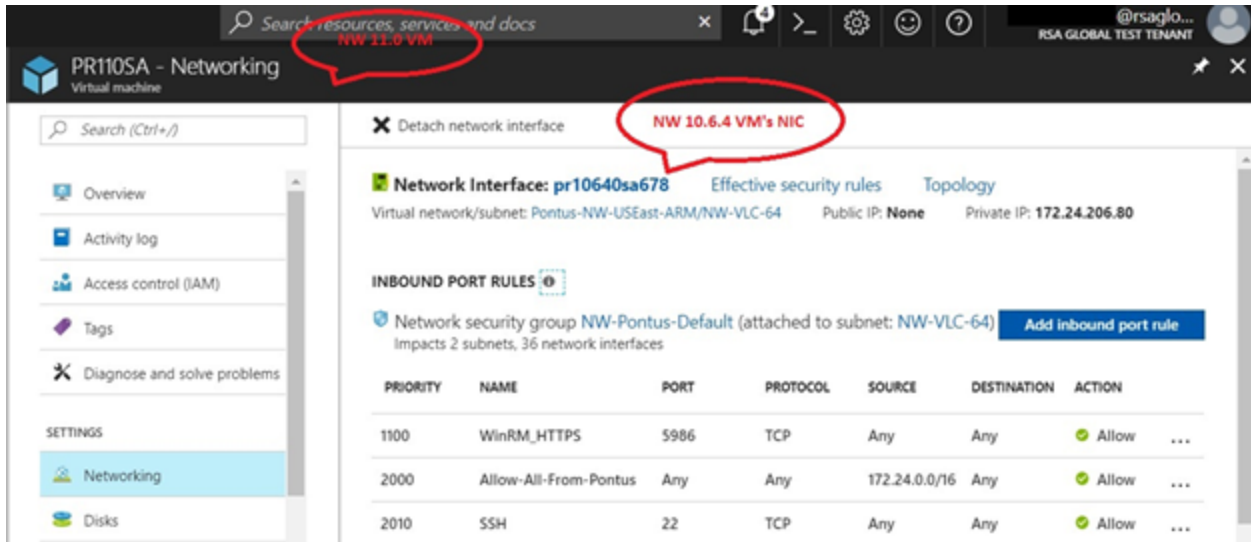 Search resources, services and docs
4
@rsaglo...
RSA GLOBAL TEST TENANT
NW 11.0 VM
PR110SA - Networking
Virtual machine
Search (Ctrl+/)
Overview
Activity log
Access control (IAM)
Tags
Diagnose and solve problems
SETTINGS
Networking
Disks
Detach network interface
NW 10.6.4 VM's NIC
Network Interface: pr10640sa678 Effective security rules Topology
Virtual network/subnet: Pontus-NW-USEast-ARM/NW-VLC-64 Public IP: None Private IP: 172.24.206.80
INBOUND PORT RULES
Network security group NW-Pontus-Default (attached to subnet: NW-VLC-64) Add inbound port rule
Impacts 2 subnets, 36 network interfaces
PRIORITY NAME PORT PROTOCOL SOURCE DESTINATION ACTION
1100 WinRM_HTTPS 5986 TCP Any Any Allow ...
2000 Allow-All-From-Pontus Any Any 172.24.0.0/16 Any Allow ...
2010 SSH 22 TCP Any Any Allow ...